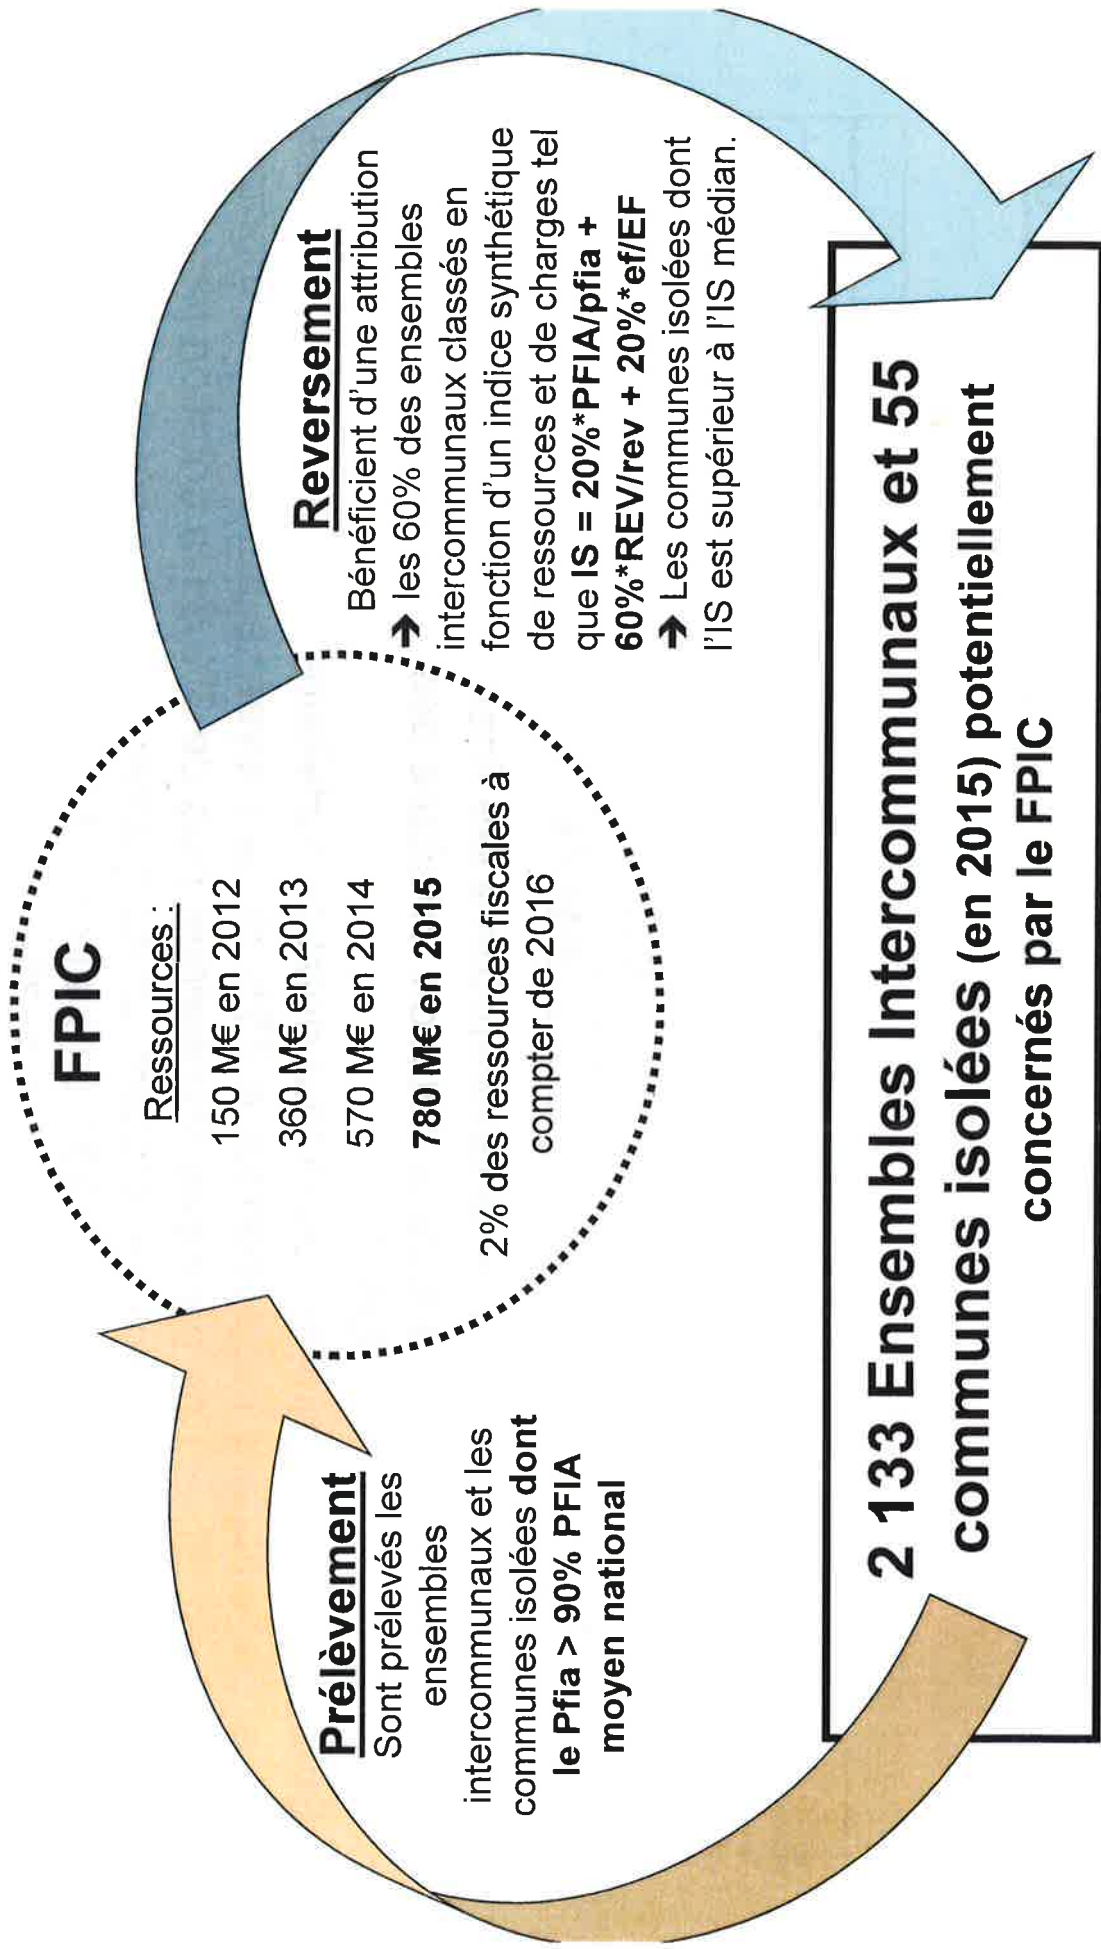 FPIC
Ressources :
150 M€ en 2012
360 M€ en 2013
570 M€ en 2014
780 M€ en 2015
2% des ressources fiscales à
compter de 2016
Prélèvement
Sont prélevés les
ensembles
intercommunaux et les
communes isolées dont
le Pfia > 90% PFIA
moyen national
Reversement
Bénéficient d'une attribution
➔ les 60% des ensembles
intercommunaux classés en
fonction d'un indice synthétique
de ressources et de charges tel
que IS = 20%*PFIA/pfia +
60%*REV/rev + 20%*ef/EF
➔ Les communes isolées dont
l'IS est supérieur à l'IS médian.
2 133 Ensembles Intercommunaux et 55
communes isolées (en 2015) potentiellement
concernés par le FPIC